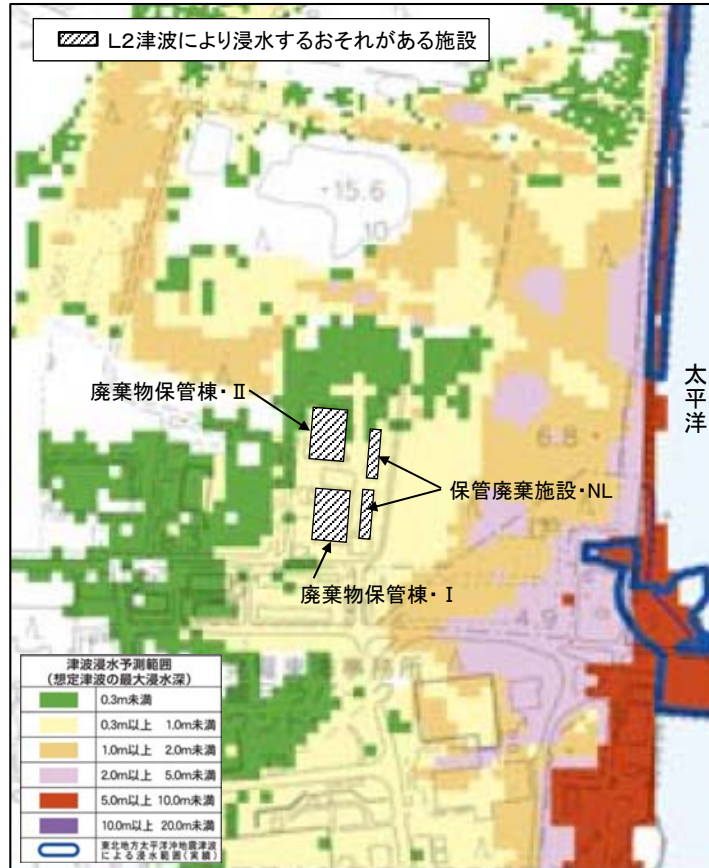 L2津波により浸水するおそれがある施設
+15.6
10
太平洋
廃棄物保管棟・Ⅱ
6.8
保管廃棄施設・NL
廃棄物保管棟・Ⅰ
4.9
事務所
津波浸水予測範囲
(想定津波の最大浸水深)
0.3m未満
0.3m以上 1.0m未満
1.0m以上 2.0m未満
2.0m以上 5.0m未満
5.0m以上 10.0m未満
10.0m以上 20.0m未満
東北地方太平洋沖地震津波
による浸水範囲(実績)